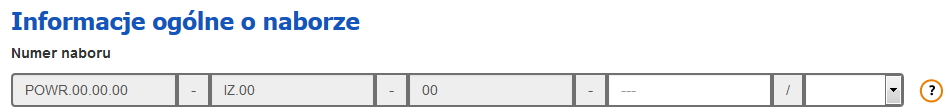 Informacje ogólne o naborze
Numer naboru
POWR.00.00.00 - IZ.00 - 00 - --- / ?